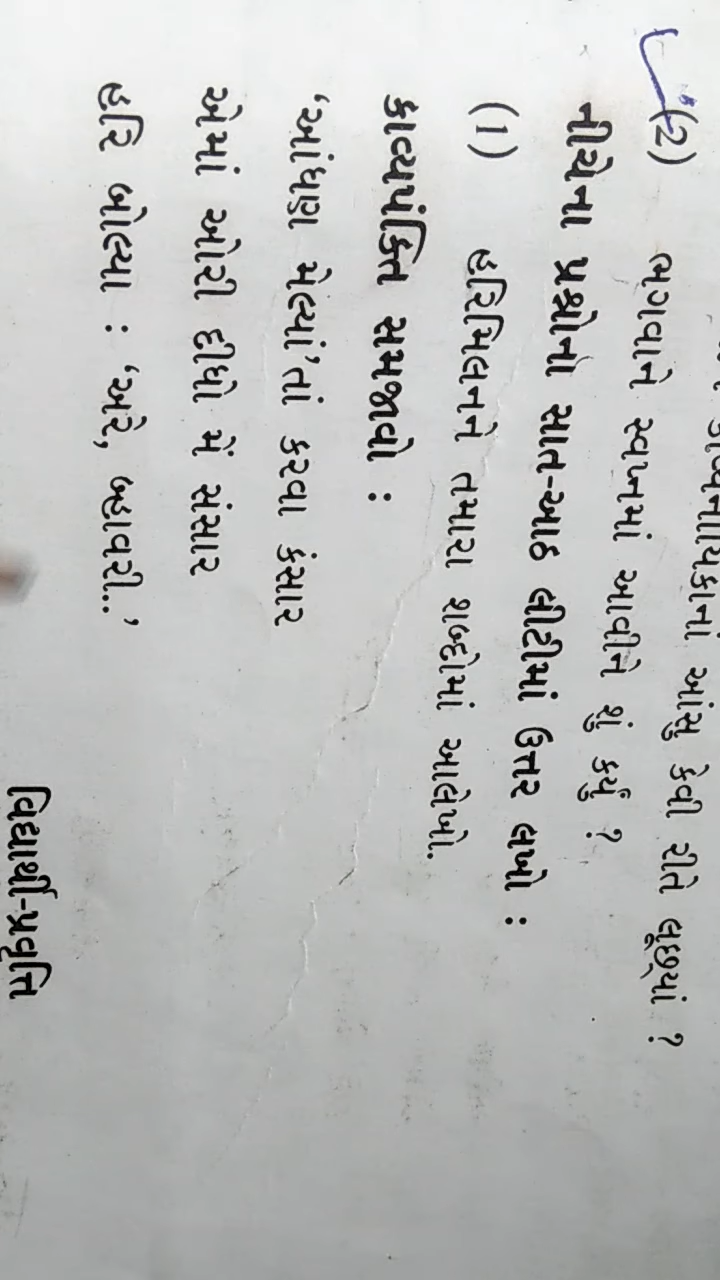 કાવ્યનાયિકાનાં આંસુ કેવી રીતે લૂછ્યાં ?
(2) ભગવાને સ્વપ્નમાં આવીને શું કર્યું ?
નીચેના પ્રશ્નોનો સાત-આઠ લીટીમાં ઉત્તર લખો :
(1) હરિમિલનને તમારા શબ્દોમાં આલેખો.
કાવ્યપંક્તિ સમજાવો :
‘આંધણ મેલ્યાં’તાં કરવા કંસાર
એમાં ઓરી દીધો મેં સંસાર
હરિ બોલ્યા : ‘અરે, બ્હાવરી..’
વિદ્યાર્થી-પ્રવૃત્તિ